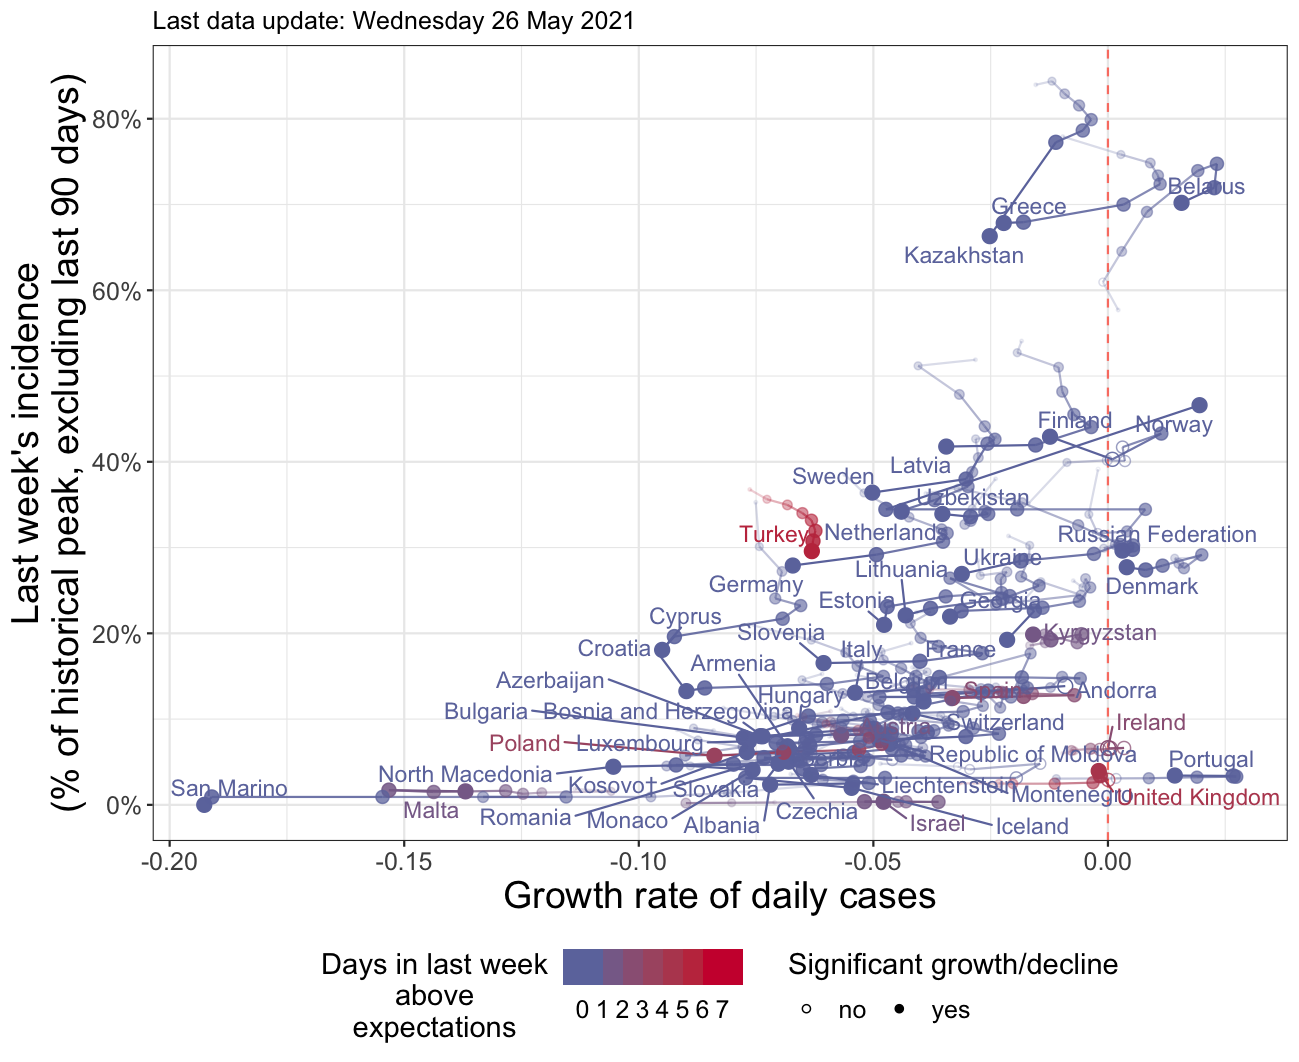 Last data update: Wednesday 26 May 2021
Last week's incidence
(% of historical peak, excluding last 90 days)
80%
60%
40%
20%
0%
Belarus
Greece
Kazakhstan
Finland
Norway
Latvia
Sweden
Uzbekistan
Turkey
Netherlands
Russian Federation
Ukraine
Lithuania
Germany
Denmark
Estonia
Georgia
Cyprus
Slovenia
Kyrgyzstan
Croatia
Italy
France
Armenia
Azerbaijan
Belgium
Spain
Andorra
Hungary
Bulgaria
Bosnia and Herzegovina
Switzerland
Ireland
Austria
Poland
Luxembourg
Republic of Moldova
Serbia
Portugal
North Macedonia
San Marino
Kosovo†
Slovakia
Liechtenstein
Montenegro
United Kingdom
Malta
Romania
Monaco
Albania
Czechia
Israel
Iceland
-0.20 -0.15 -0.10 -0.05 0.00
Growth rate of daily cases
Days in last week
above
expectations
0 1 2 3 4 5 6 7
Significant growth/decline
no yes